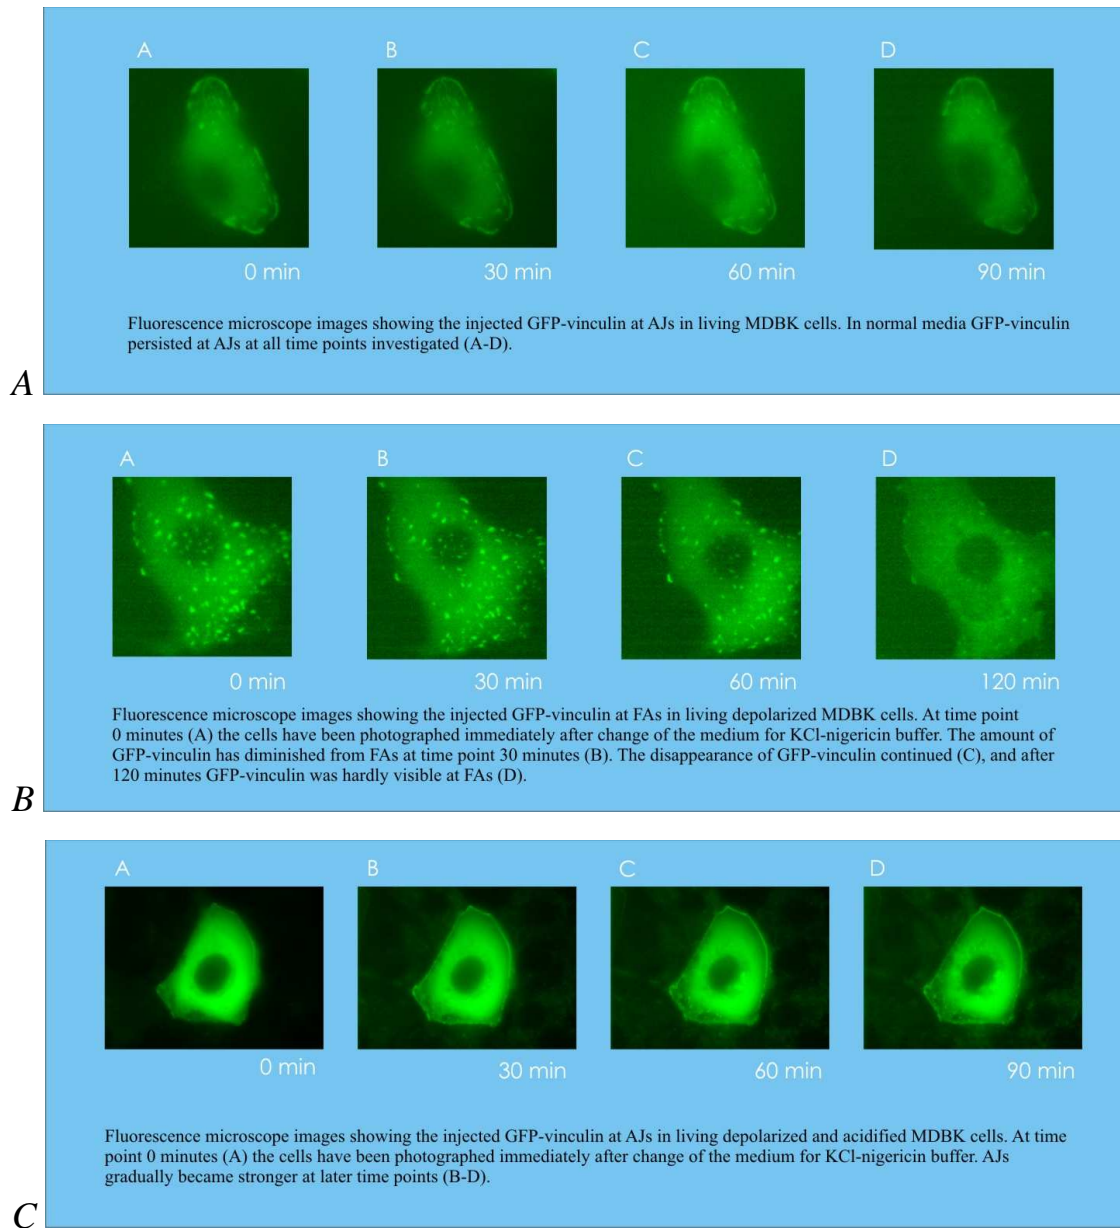 A B C D
0 min 30 min 60 min 90 min
Fluorescence microscope images showing the injected GFP-vinculin at AJs in living MDBK cells. In normal media GFP-vinculin
persisted at AJs at all time points investigated (A-D).
A
A B C D
0 min 30 min 60 min 120 min
Fluorescence microscope images showing the injected GFP-vinculin at FAs in living depolarized MDBK cells. At time point
0 minutes (A) the cells have been photographed immediately after change of the medium for KCl-nigericin buffer. The amount of
GFP-vinculin has diminished from FAs at time point 30 minutes (B). The disappearance of GFP-vinculin continued (C), and after
120 minutes GFP-vinculin was hardly visible at FAs (D).
B
A B C D
0 min 30 min 60 min 90 min
Fluorescence microscope images showing the injected GFP-vinculin at AJs in living depolarized and acidified MDBK cells. At time
point 0 minutes (A) the cells have been photographed immediately after change of the medium for KCl-nigericin buffer. AJs
gradually became stronger at later time points (B-D).
C